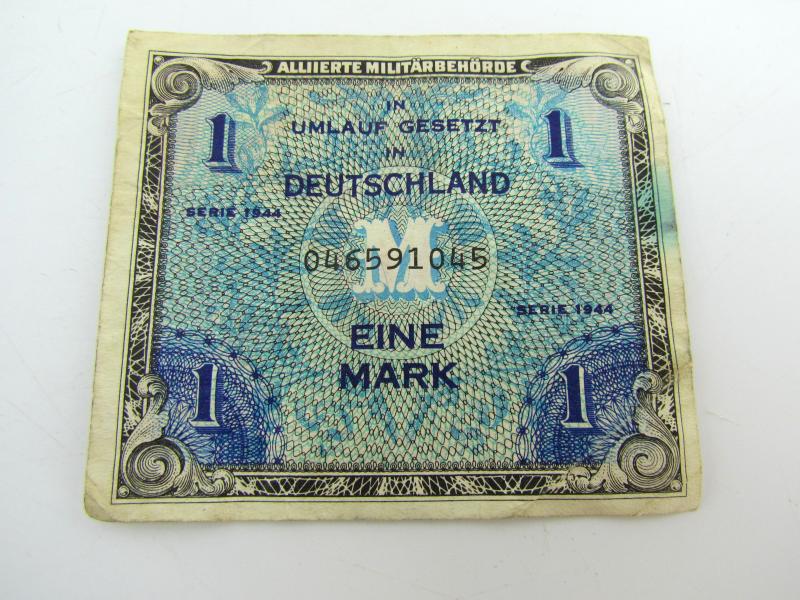 ALLIIERTE MILITÄRBEHÖRDE
IN
UMLAUF GESETZT
IN
DEUTSCHLAND
1
1
SERIE 1944
M
046591045
SERIE 1944
EINE
MARK
1
1